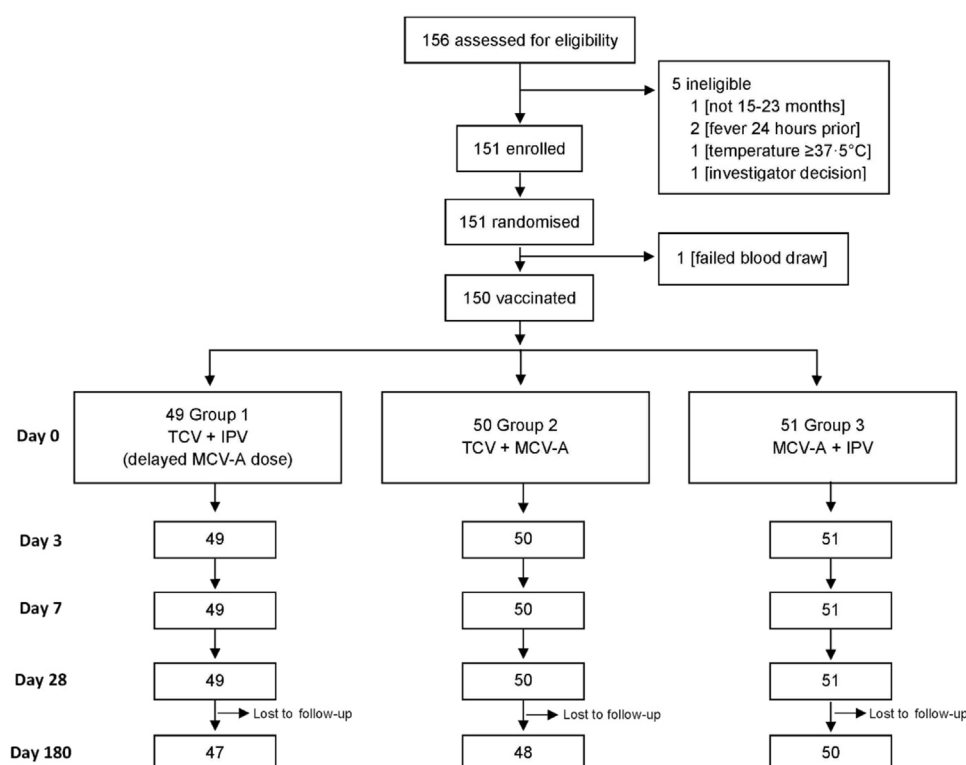 156 assessed for eligibility
5 ineligible
1 [not 15-23 months]
2 [fever 24 hours prior]
1 [temperature ≥37·5°C]
1 [investigator decision]
151 enrolled
151 randomised
1 [failed blood draw]
150 vaccinated
Day 0
49 Group 1
TCV + IPV
(delayed MCV-A dose)
50 Group 2
TCV + MCV-A
51 Group 3
MCV-A + IPV
Day 3
49
50
51
Day 7
49
50
51
Day 28
49
50
51
Lost to follow-up
Lost to follow-up
Lost to follow-up
Day 180
47
48
50